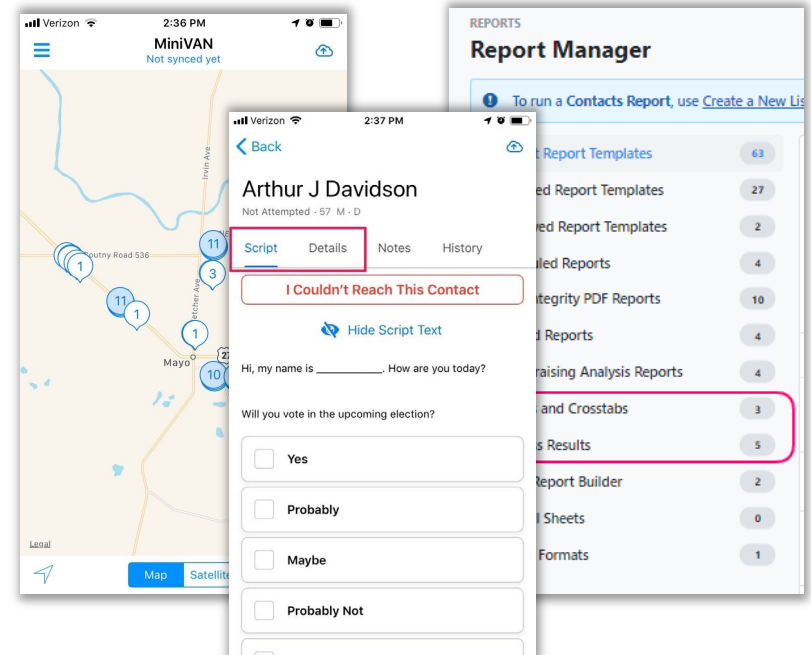 Verizon
2:36 PM
MiniVAN
Not synced yet
Irvin Ave
11
3
Coutny Road 536
1
11
1
1
Mayo
27
10
Legal
Map
Satellite
Verizon
2:37 PM
Back
Arthur J Davidson
Not Attempted · 57 M · D
Script
Details
Notes
History
I Couldn't Reach This Contact
Hide Script Text
Hi, my name is ____________. How are you today?
Will you vote in the upcoming election?
Yes
Probably
Maybe
Probably Not
REPORTS
Report Manager
To run a Contacts Report, use Create a New Lis
t Report Templates 63
ed Report Templates 27
ved Report Templates 2
uled Reports 4
ntegrity PDF Reports 10
d Reports 4
raising Analysis Reports 4
and Crosstabs 3
s Results 5
Report Builder 2
l Sheets 0
Formats 1